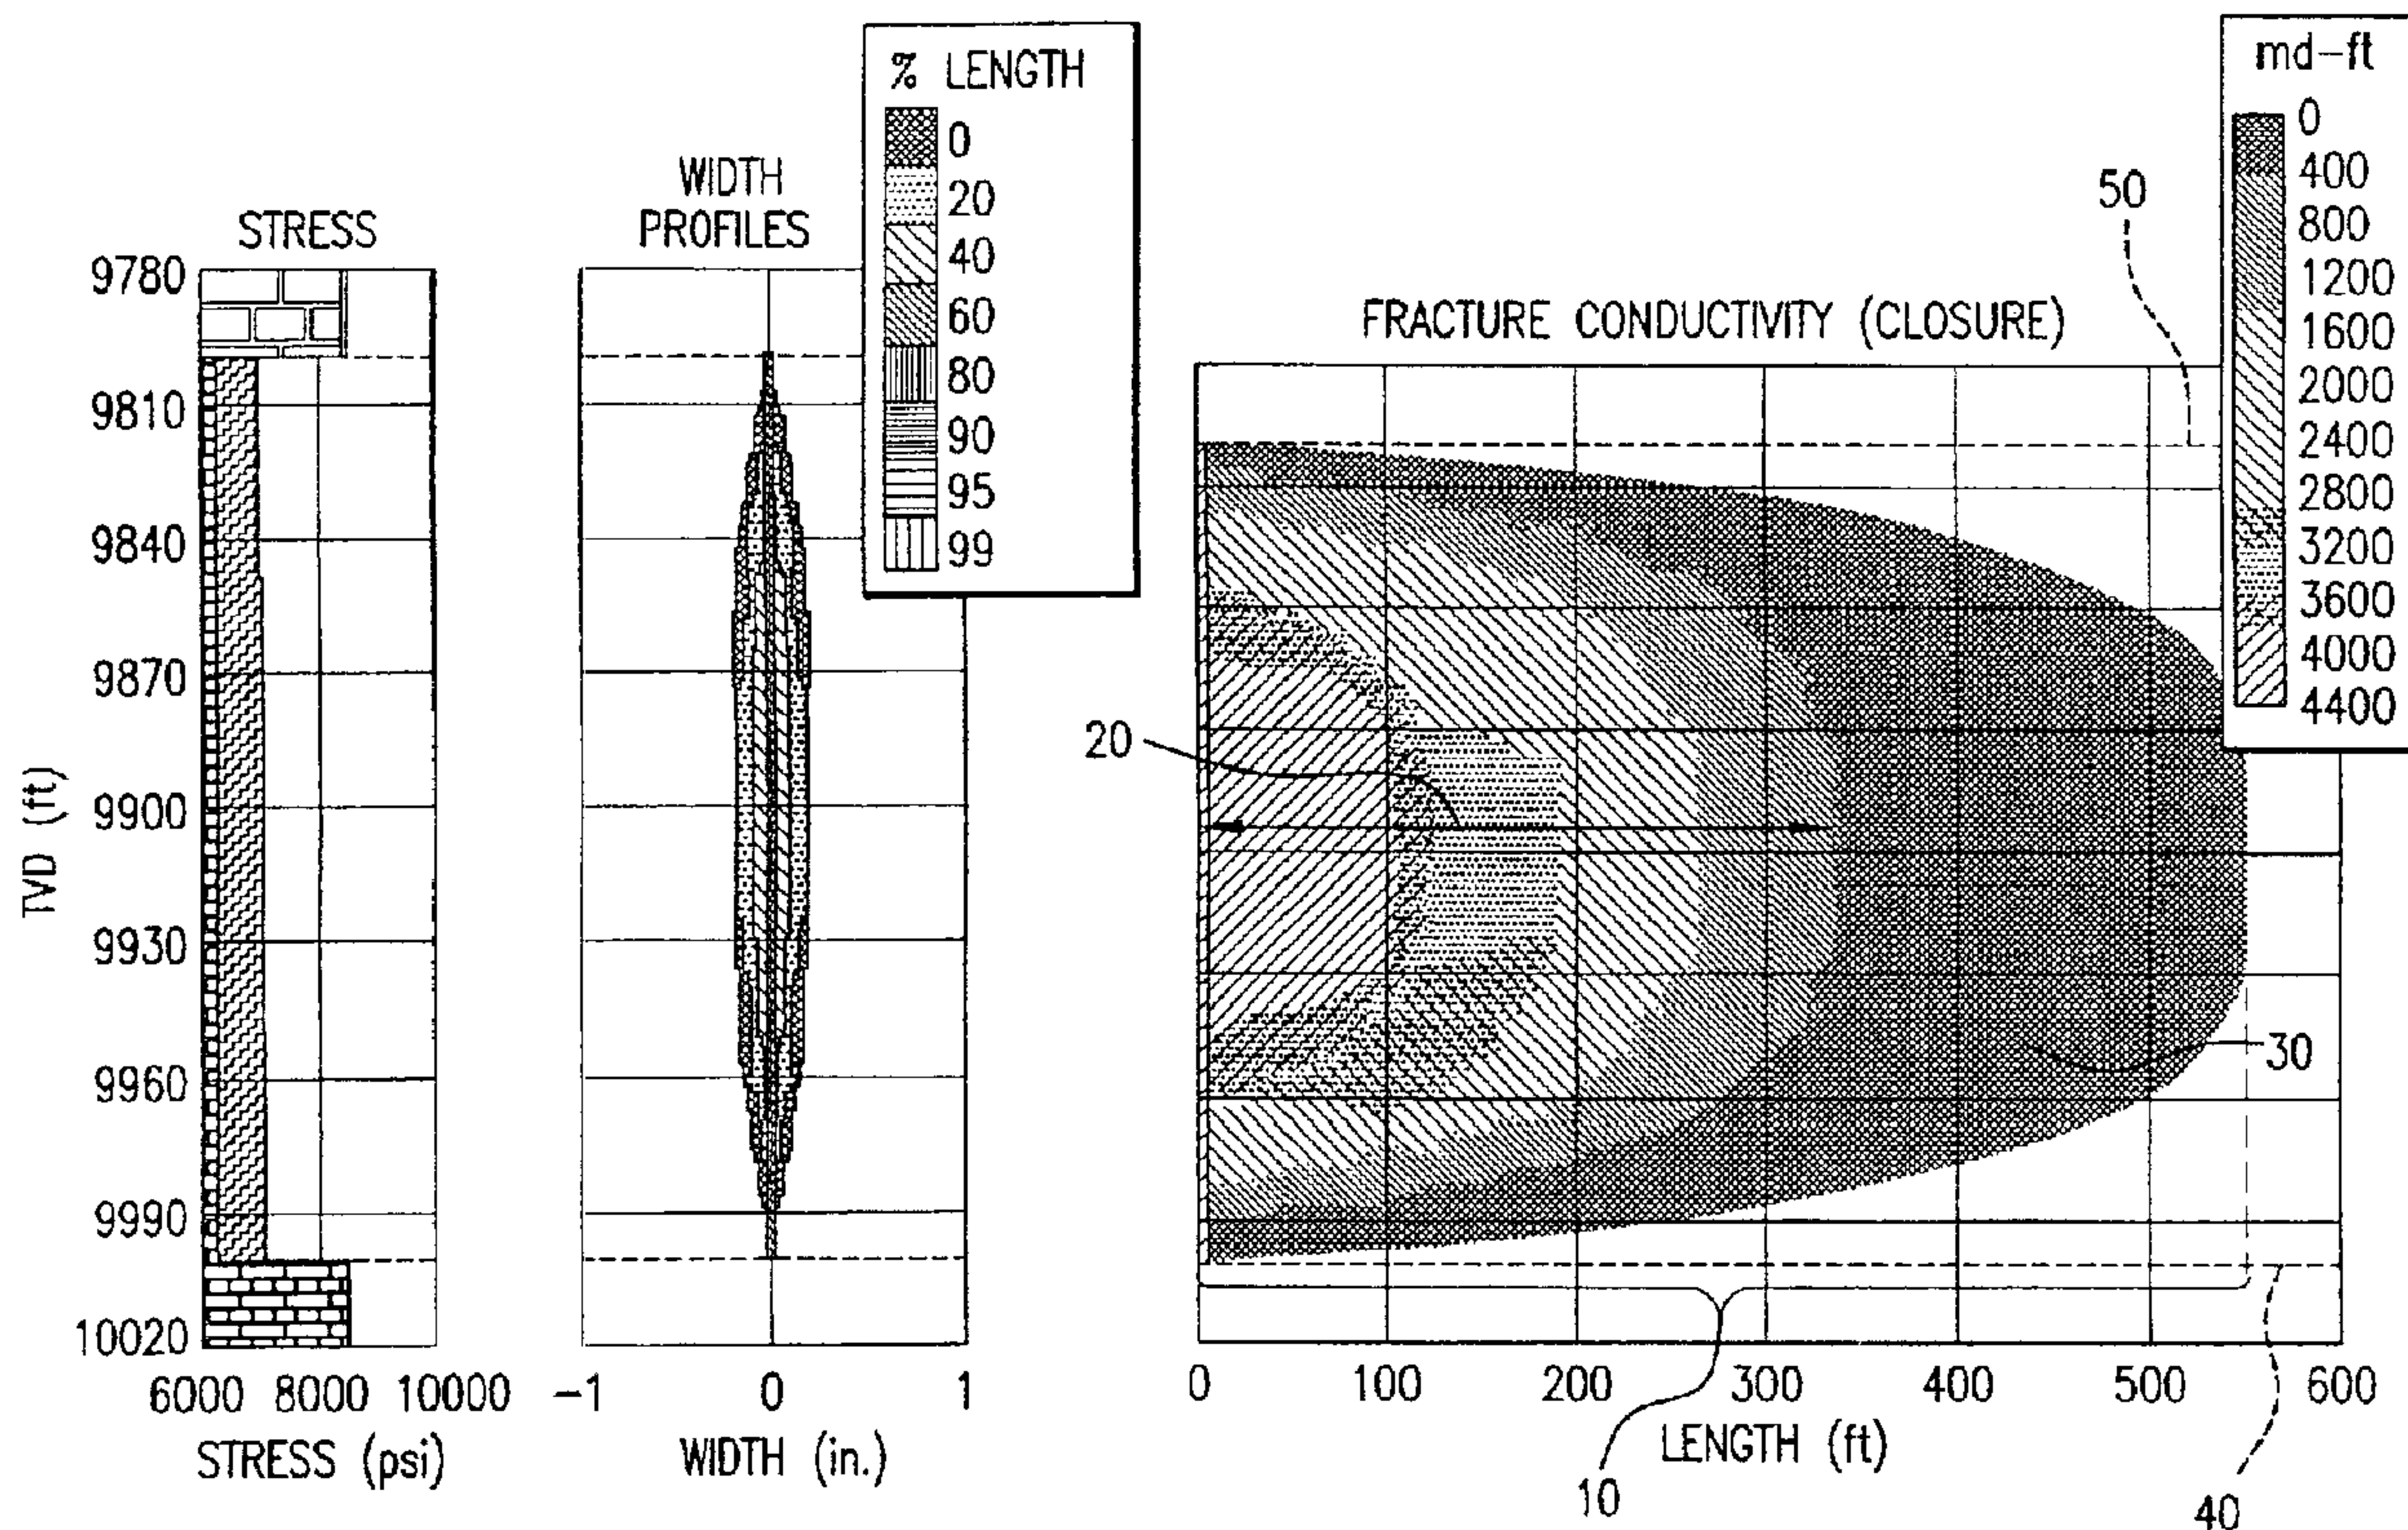 % LENGTH
0
20
40
60
80
90
95
99
md-ft
0
400
800
1200
1600
2000
2400
2800
3200
3600
4000
4400
STRESS
WIDTH
PROFILES
FRACTURE CONDUCTIVITY (CLOSURE)
50
9780
9810
9840
9870
9900
9930
9960
9990
10020
TVD (ft)
20
30
6000 8000 10000
STRESS (psi)
-1 0 1
WIDTH (in.)
0 100 200 300 400 500 600
LENGTH (ft)
10
40